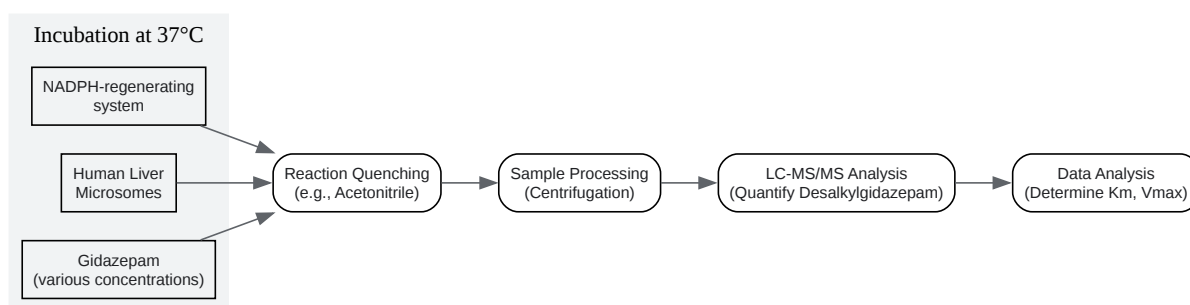 Incubation at 37°C
NADPH-regenerating
system
Human Liver
Microsomes
Gidazepam
(various concentrations)
Reaction Quenching
(e.g., Acetonitrile)
Sample Processing
(Centrifugation)
LC-MS/MS Analysis
(Quantify Desalkylgidazepam)
Data Analysis
(Determine Km, Vmax)